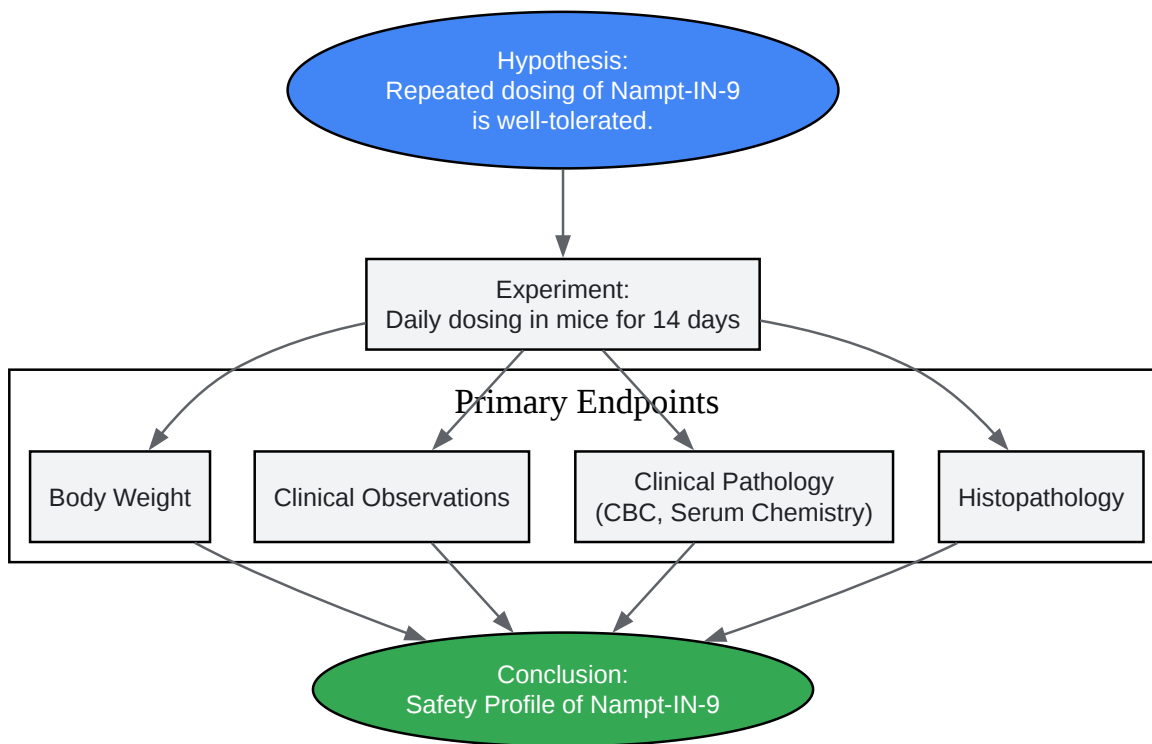 Hypothesis:
Repeated dosing of Nampt-IN-9
is well-tolerated.
Experiment:
Daily dosing in mice for 14 days
Primary Endpoints
Body Weight
Clinical Observations
Clinical Pathology
(CBC, Serum Chemistry)
Histopathology
Conclusion:
Safety Profile of Nampt-IN-9